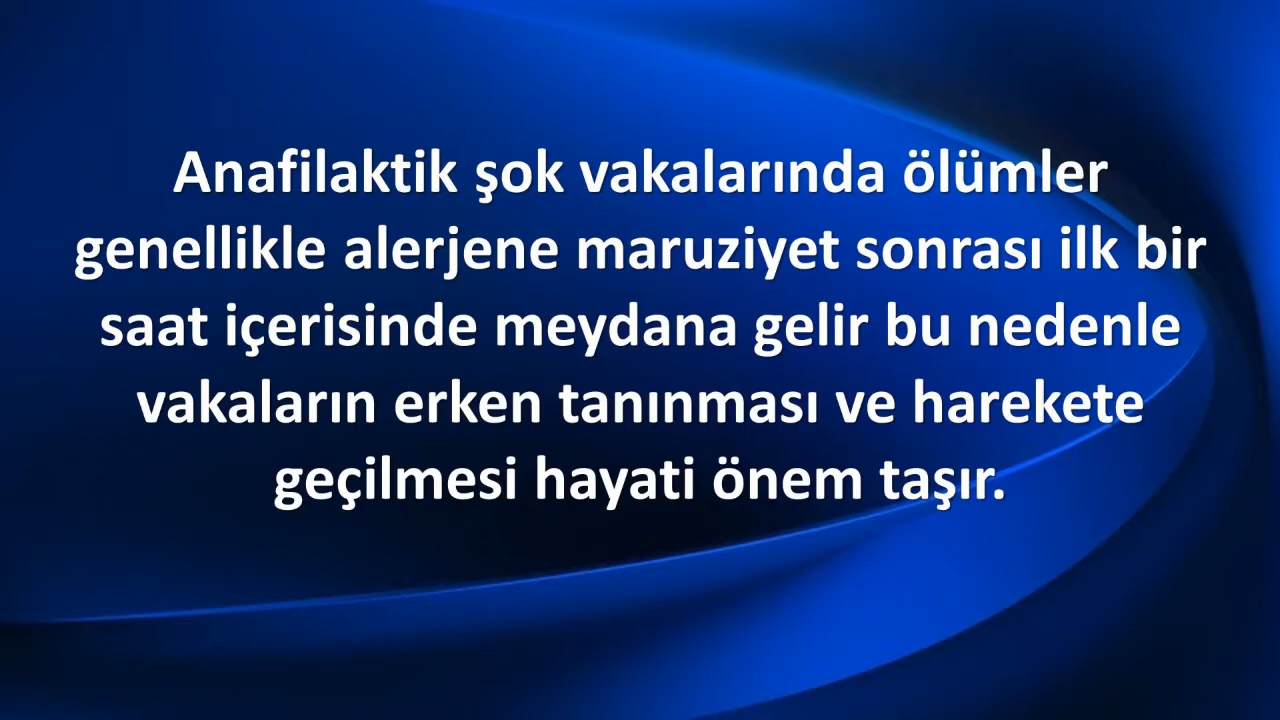 Anafilaktik şok vakalarında ölümler
genellikle alerjene maruziyet sonrası ilk bir
saat içerisinde meydana gelir bu nedenle
vakaların erken tanınması ve harekete
geçilmesi hayati önem taşır.